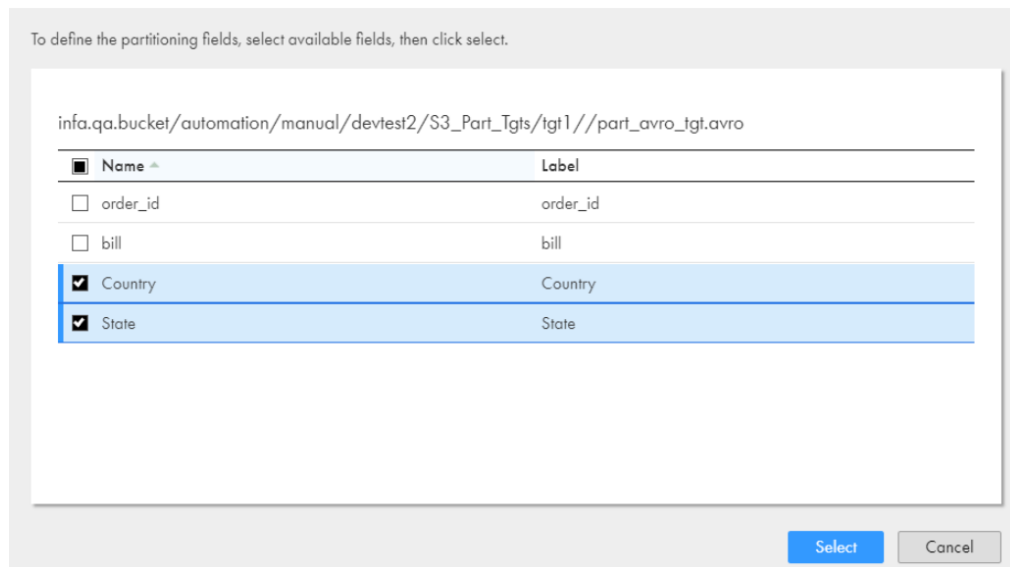 To define the partitioning fields, select available fields, then click select.
infa.qa.bucket/automation/manual/devtest2/S3_Part_Tgts/tgt1//part_avro_tgt.avro
Name Label
order_id order_id
bill bill
Country Country
State State
Select Cancel